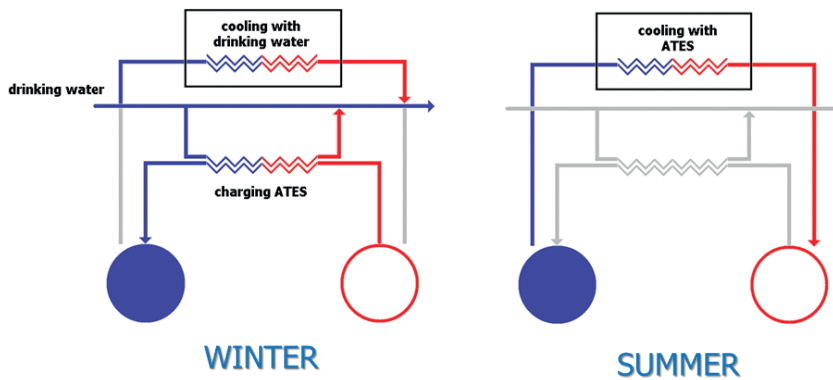 cooling with
drinking water
drinking water
charging ATES
WINTER
cooling with
ATES
SUMMER